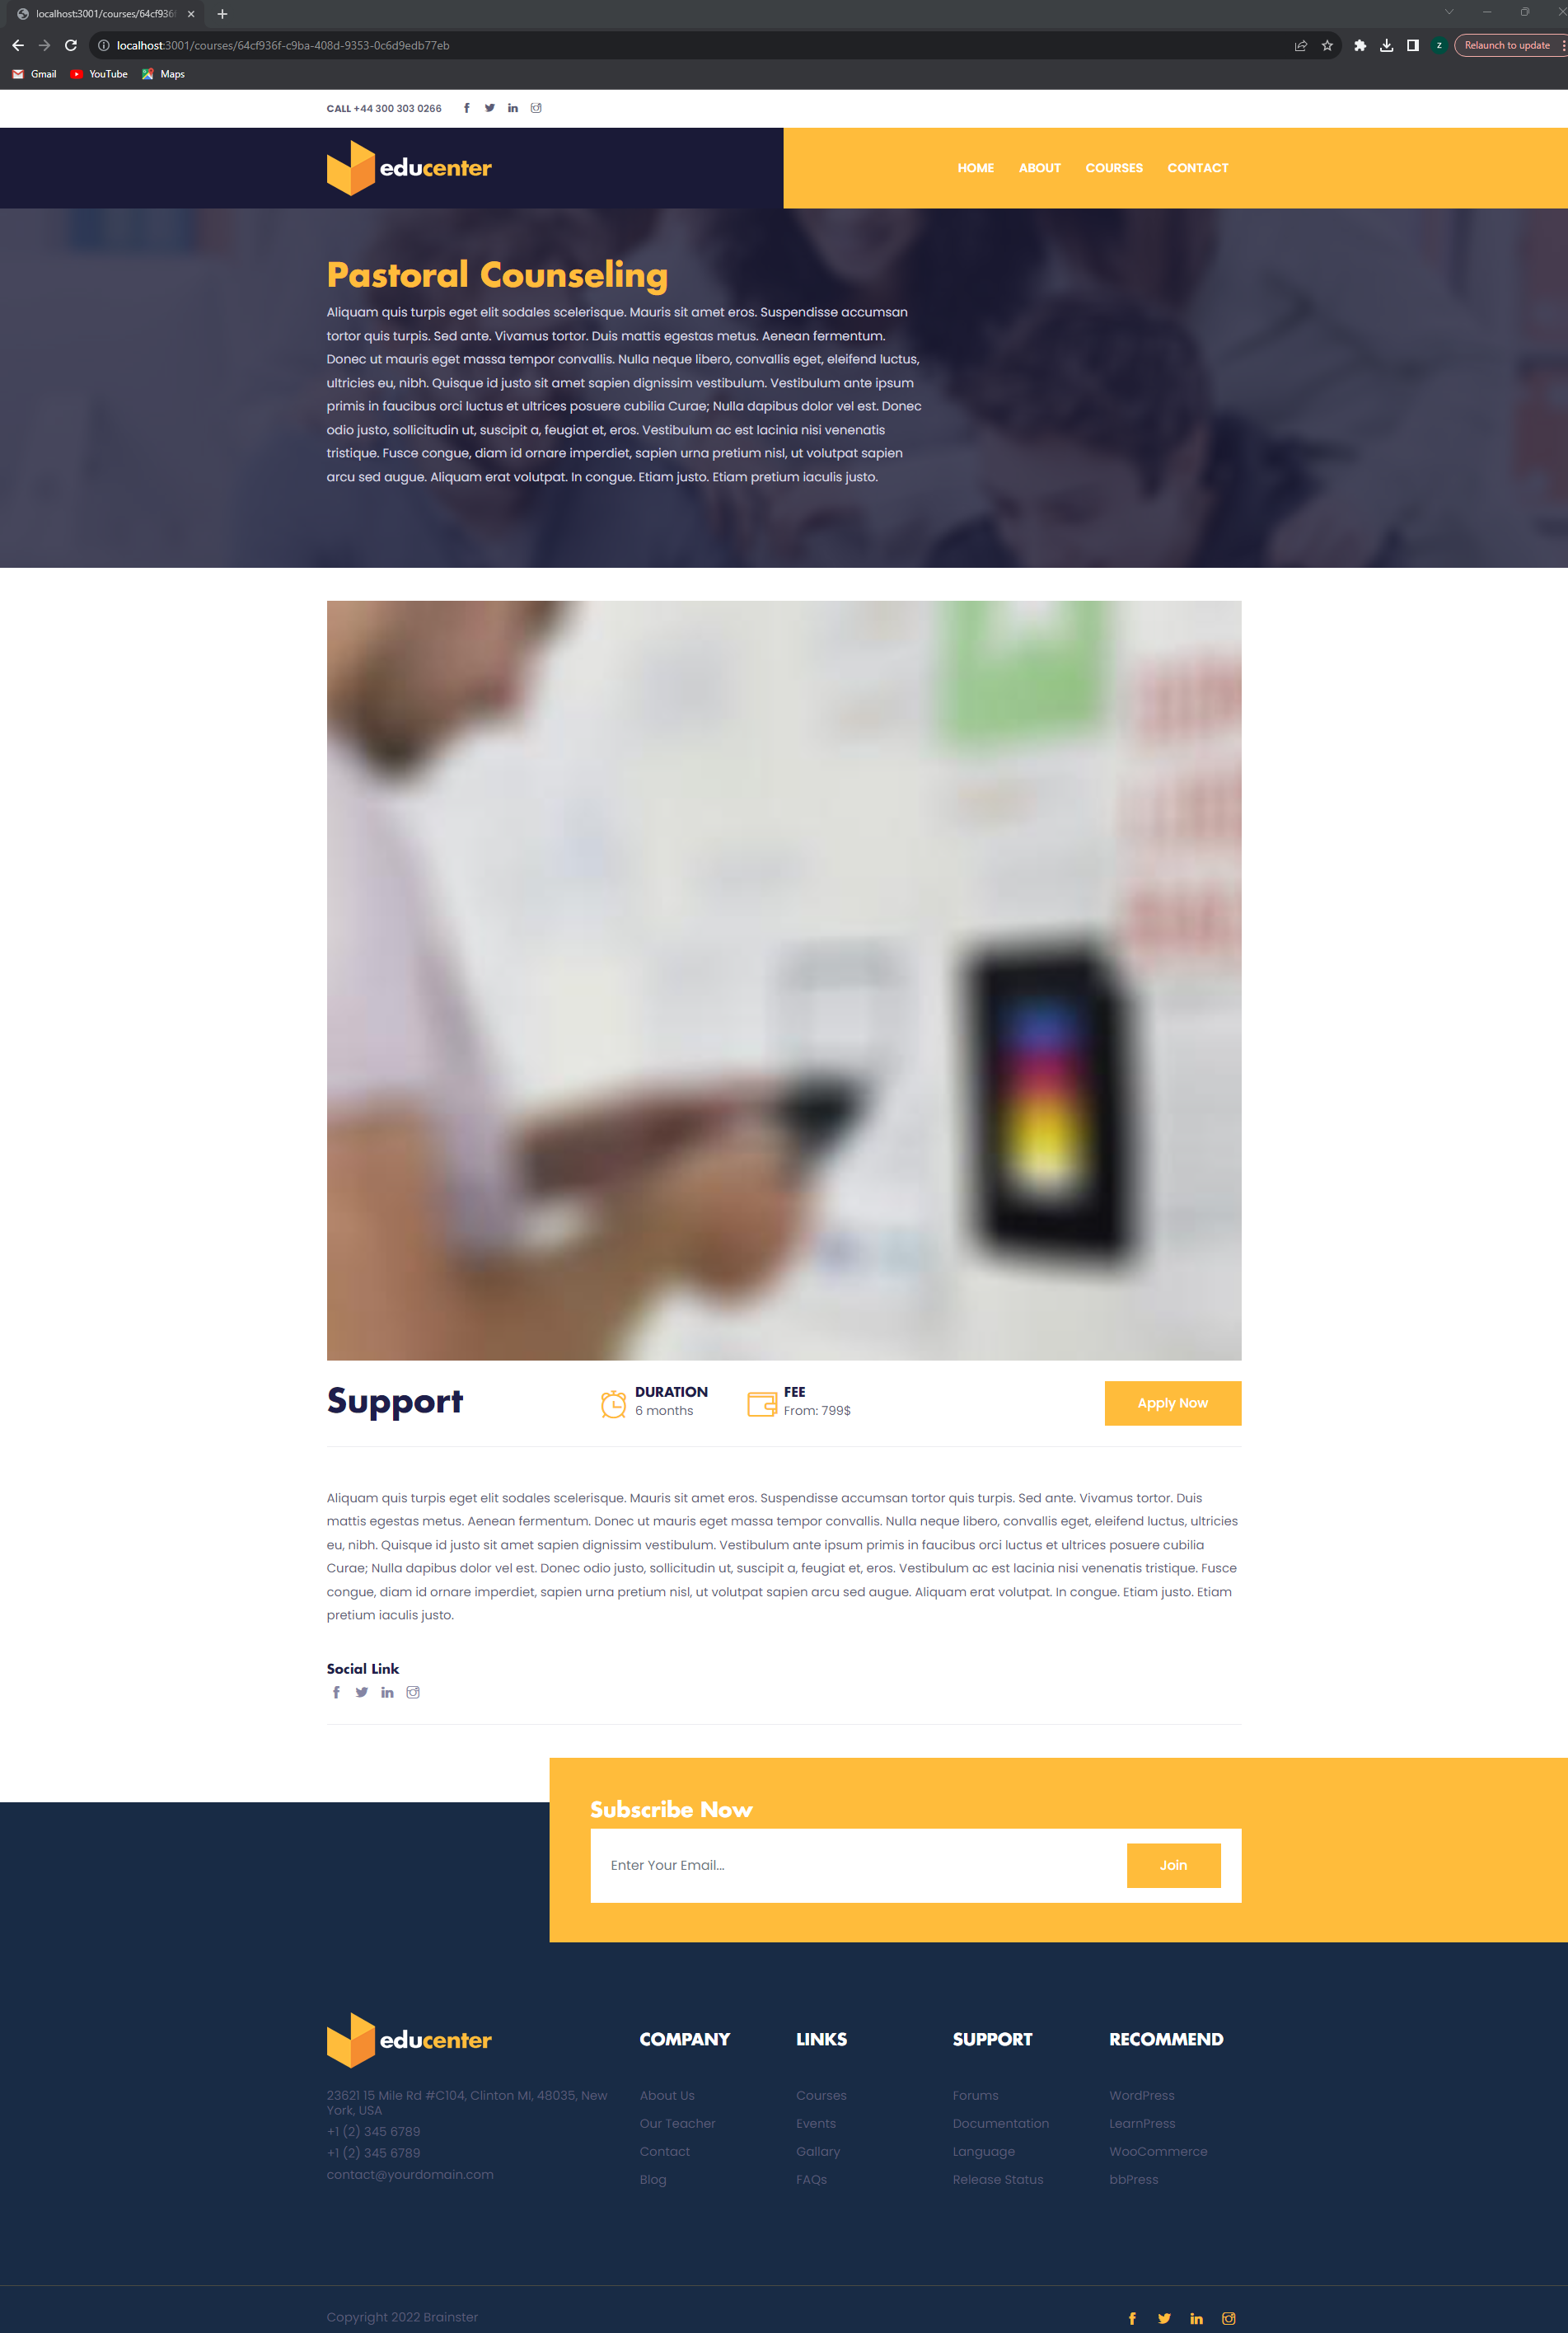 localhost:3001/courses/64cf936f
localhost:3001/courses/64cf936f-c9ba-408d-9353-0c6d9edb77eb
z
Relaunch to update
Gmail YouTube Maps
CALL +44 300 303 0266
educenter
HOME ABOUT COURSES CONTACT
Pastoral Counseling
Aliquam quis turpis eget elit sodales scelerisque. Mauris sit amet eros. Suspendisse accumsan
tortor quis turpis. Sed ante. Vivamus tortor. Duis mattis egestas metus. Aenean fermentum.
Donec ut mauris eget massa tempor convallis. Nulla neque libero, convallis eget, eleifend luctus,
ultricies eu, nibh. Quisque id justo sit amet sapien dignissim vestibulum. Vestibulum ante ipsum
primis in faucibus orci luctus et ultrices posuere cubilia Curae; Nulla dapibus dolor vel est. Donec
odio justo, sollicitudin ut, suscipit a, feugiat et, eros. Vestibulum ac est lacinia nisi venenatis
tristique. Fusce congue, diam id ornare imperdiet, sapien urna pretium nisl, ut volutpat sapien
arcu sed augue. Aliquam erat volutpat. In congue. Etiam justo. Etiam pretium iaculis justo.
Support
DURATION
6 months
FEE
From: 799$
Apply Now
Aliquam quis turpis eget elit sodales scelerisque. Mauris sit amet eros. Suspendisse accumsan tortor quis turpis. Sed ante. Vivamus tortor. Duis
mattis egestas metus. Aenean fermentum. Donec ut mauris eget massa tempor convallis. Nulla neque libero, convallis eget, eleifend luctus, ultricies
eu, nibh. Quisque id justo sit amet sapien dignissim vestibulum. Vestibulum ante ipsum primis in faucibus orci luctus et ultrices posuere cubilia
Curae; Nulla dapibus dolor vel est. Donec odio justo, sollicitudin ut, suscipit a, feugiat et, eros. Vestibulum ac est lacinia nisi venenatis tristique. Fusce
congue, diam id ornare imperdiet, sapien urna pretium nisl, ut volutpat sapien arcu sed augue. Aliquam erat volutpat. In congue. Etiam justo. Etiam
pretium iaculis justo.
Social Link
Subscribe Now
Enter Your Email...
Join
educenter
23621 15 Mile Rd #C104, Clinton MI, 48035, New
York, USA
+1 (2) 345 6789
+1 (2) 345 6789
contact@yourdomain.com
COMPANY
About Us
Our Teacher
Contact
Blog
LINKS
Courses
Events
Gallary
FAQs
SUPPORT
Forums
Documentation
Language
Release Status
RECOMMEND
WordPress
LearnPress
WooCommerce
bbPress
Copyright 2022 Brainster